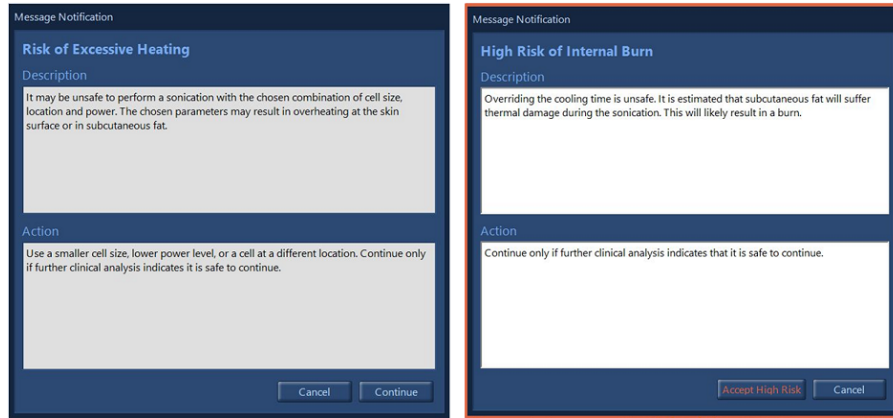 Message Notification
Risk of Excessive Heating
Description
It may be unsafe to perform a sonication with the chosen combination of cell size,
location and power. The chosen parameters may result in overheating at the skin
surface or in subcutaneous fat.
Action
Use a smaller cell size, lower power level, or a cell at a different location. Continue only
if further clinical analysis indicates it is safe to continue.
Cancel
Continue
Message Notification
High Risk of Internal Burn
Description
Overriding the cooling time is unsafe. It is estimated that subcutaneous fat will suffer
thermal damage during the sonication. This will likely result in a burn.
Action
Continue only if further clinical analysis indicates that it is safe to continue.
Accept High Risk
Cancel